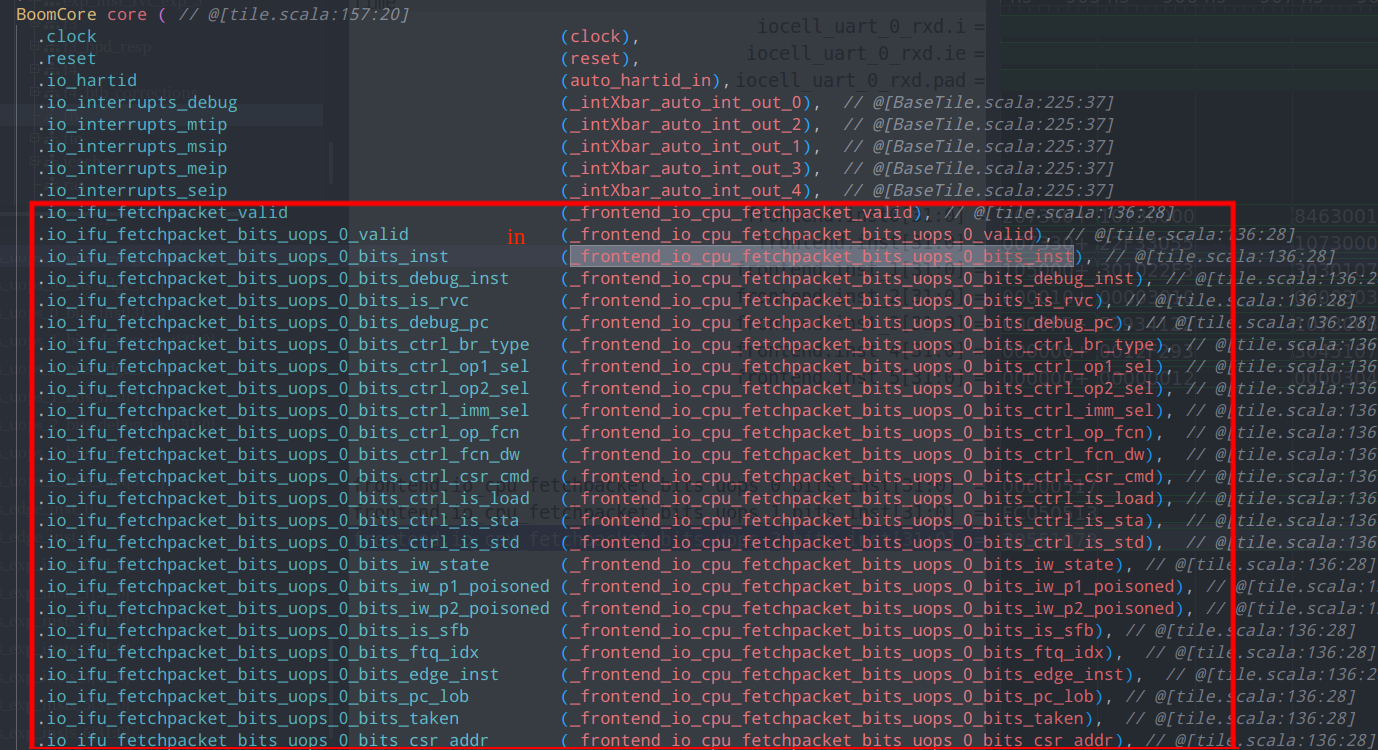 BoomCore core ( // @[tile.scala:157:20]
.clock (clock),
.reset (reset),
.io_hartid (auto_hartid_in),
.io_interrupts_debug (_intXbar_auto_int_out_0), // @[BaseTile.scala:225:37]
.io_interrupts_mtip (_intXbar_auto_int_out_2), // @[BaseTile.scala:225:37]
.io_interrupts_msip (_intXbar_auto_int_out_1), // @[BaseTile.scala:225:37]
.io_interrupts_meip (_intXbar_auto_int_out_3), // @[BaseTile.scala:225:37]
.io_interrupts_seip (_intXbar_auto_int_out_4), // @[BaseTile.scala:225:37]
.io_ifu_fetchpacket_valid (_frontend_io_cpu_fetchpacket_valid), // @[tile.scala:136:28]
.io_ifu_fetchpacket_bits_uops_0_valid in (_frontend_io_cpu_fetchpacket_bits_uops_0_valid), // @[tile.scala:136:28]
.io_ifu_fetchpacket_bits_uops_0_bits_inst (_frontend_io_cpu_fetchpacket_bits_uops_0_bits_inst), // @[tile.scala:136:28]
.io_ifu_fetchpacket_bits_uops_0_bits_debug_inst (_frontend_io_cpu_fetchpacket_bits_uops_0_bits_debug_inst), // @[tile.scala:136:2
.io_ifu_fetchpacket_bits_uops_0_bits_is_rvc (_frontend_io_cpu_fetchpacket_bits_uops_0_bits_is_rvc), // @[tile.scala:136:28]
.io_ifu_fetchpacket_bits_uops_0_bits_debug_pc (_frontend_io_cpu_fetchpacket_bits_uops_0_bits_debug_pc), // @[tile.scala:136:28]
.io_ifu_fetchpacket_bits_uops_0_bits_ctrl_br_type (_frontend_io_cpu_fetchpacket_bits_uops_0_bits_ctrl_br_type), // @[tile.scala:136
.io_ifu_fetchpacket_bits_uops_0_bits_ctrl_op1_sel (_frontend_io_cpu_fetchpacket_bits_uops_0_bits_ctrl_op1_sel), // @[tile.scala:136
.io_ifu_fetchpacket_bits_uops_0_bits_ctrl_op2_sel (_frontend_io_cpu_fetchpacket_bits_uops_0_bits_ctrl_op2_sel), // @[tile.scala:136
.io_ifu_fetchpacket_bits_uops_0_bits_ctrl_imm_sel (_frontend_io_cpu_fetchpacket_bits_uops_0_bits_ctrl_imm_sel), // @[tile.scala:136
.io_ifu_fetchpacket_bits_uops_0_bits_ctrl_op_fcn (_frontend_io_cpu_fetchpacket_bits_uops_0_bits_ctrl_op_fcn), // @[tile.scala:136
.io_ifu_fetchpacket_bits_uops_0_bits_ctrl_fcn_dw (_frontend_io_cpu_fetchpacket_bits_uops_0_bits_ctrl_fcn_dw), // @[tile.scala:136
.io_ifu_fetchpacket_bits_uops_0_bits_ctrl_csr_cmd (_frontend_io_cpu_fetchpacket_bits_uops_0_bits_ctrl_csr_cmd), // @[tile.scala:136
.io_ifu_fetchpacket_bits_uops_0_bits_ctrl_is_load (_frontend_io_cpu_fetchpacket_bits_uops_0_bits_ctrl_is_load), // @[tile.scala:136
.io_ifu_fetchpacket_bits_uops_0_bits_ctrl_is_sta (_frontend_io_cpu_fetchpacket_bits_uops_0_bits_ctrl_is_sta), // @[tile.scala:136
.io_ifu_fetchpacket_bits_uops_0_bits_ctrl_is_std (_frontend_io_cpu_fetchpacket_bits_uops_0_bits_ctrl_is_std), // @[tile.scala:136
.io_ifu_fetchpacket_bits_uops_0_bits_iw_state (_frontend_io_cpu_fetchpacket_bits_uops_0_bits_iw_state), // @[tile.scala:136:28]
.io_ifu_fetchpacket_bits_uops_0_bits_iw_p1_poisoned (_frontend_io_cpu_fetchpacket_bits_uops_0_bits_iw_p1_poisoned), // @[tile.scala:1
.io_ifu_fetchpacket_bits_uops_0_bits_iw_p2_poisoned (_frontend_io_cpu_fetchpacket_bits_uops_0_bits_iw_p2_poisoned), // @[tile.scala:1
.io_ifu_fetchpacket_bits_uops_0_bits_is_sfb (_frontend_io_cpu_fetchpacket_bits_uops_0_bits_is_sfb), // @[tile.scala:136:28]
.io_ifu_fetchpacket_bits_uops_0_bits_ftq_idx (_frontend_io_cpu_fetchpacket_bits_uops_0_bits_ftq_idx), // @[tile.scala:136:28]
.io_ifu_fetchpacket_bits_uops_0_bits_edge_inst (_frontend_io_cpu_fetchpacket_bits_uops_0_bits_edge_inst), // @[tile.scala:136:2
.io_ifu_fetchpacket_bits_uops_0_bits_pc_lob (_frontend_io_cpu_fetchpacket_bits_uops_0_bits_pc_lob), // @[tile.scala:136:28]
.io_ifu_fetchpacket_bits_uops_0_bits_taken (_frontend_io_cpu_fetchpacket_bits_uops_0_bits_taken), // @[tile.scala:136:28]
.io_ifu_fetchpacket_bits_uops_0_bits_csr_addr (_frontend_io_cpu_fetchpacket_bits_uops_0_bits_csr_addr), // @[tile.scala:136:28]
iocell_uart_0_rxd.i =
iocell_uart_0_rxd.ie =
iocell_uart_0_rxd.pad =
8463001
1073000